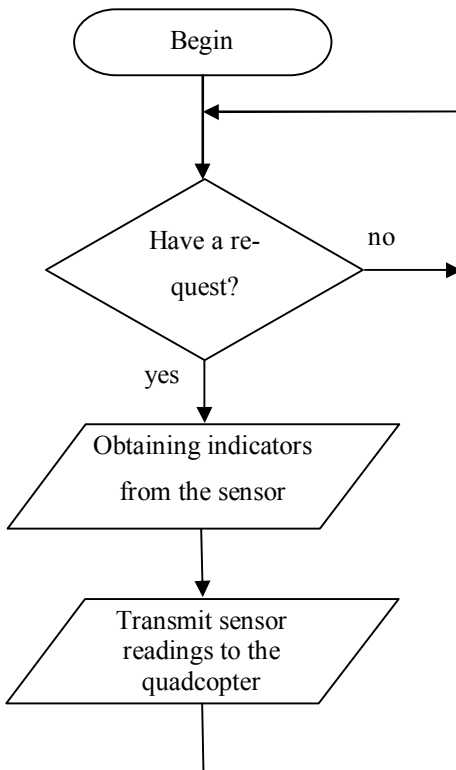 Begin
Have a re-
quest?
no
yes
Obtaining indicators
from the sensor
Transmit sensor
readings to the
quadcopter